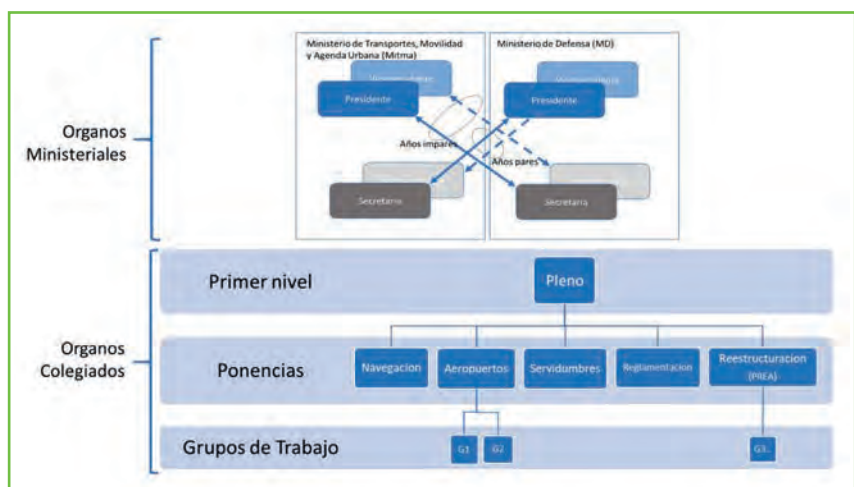 Ministerio de Transportes, Movilidad
y Agenda Urbana (Mitma)
Ministerio de Defensa (MD)
Presidente
Presidente
Organos
Ministeriales
Años impares
Años pares
Secretario
Secretaria
Primer nivel
Pleno
Organos
Colegiados
Ponencias
Navegacion
Aeropuertos
Servidumbres
Reglamentacion
Reestructuracion
(PREA)
Grupos de Trabajo
G1
G2
G3..